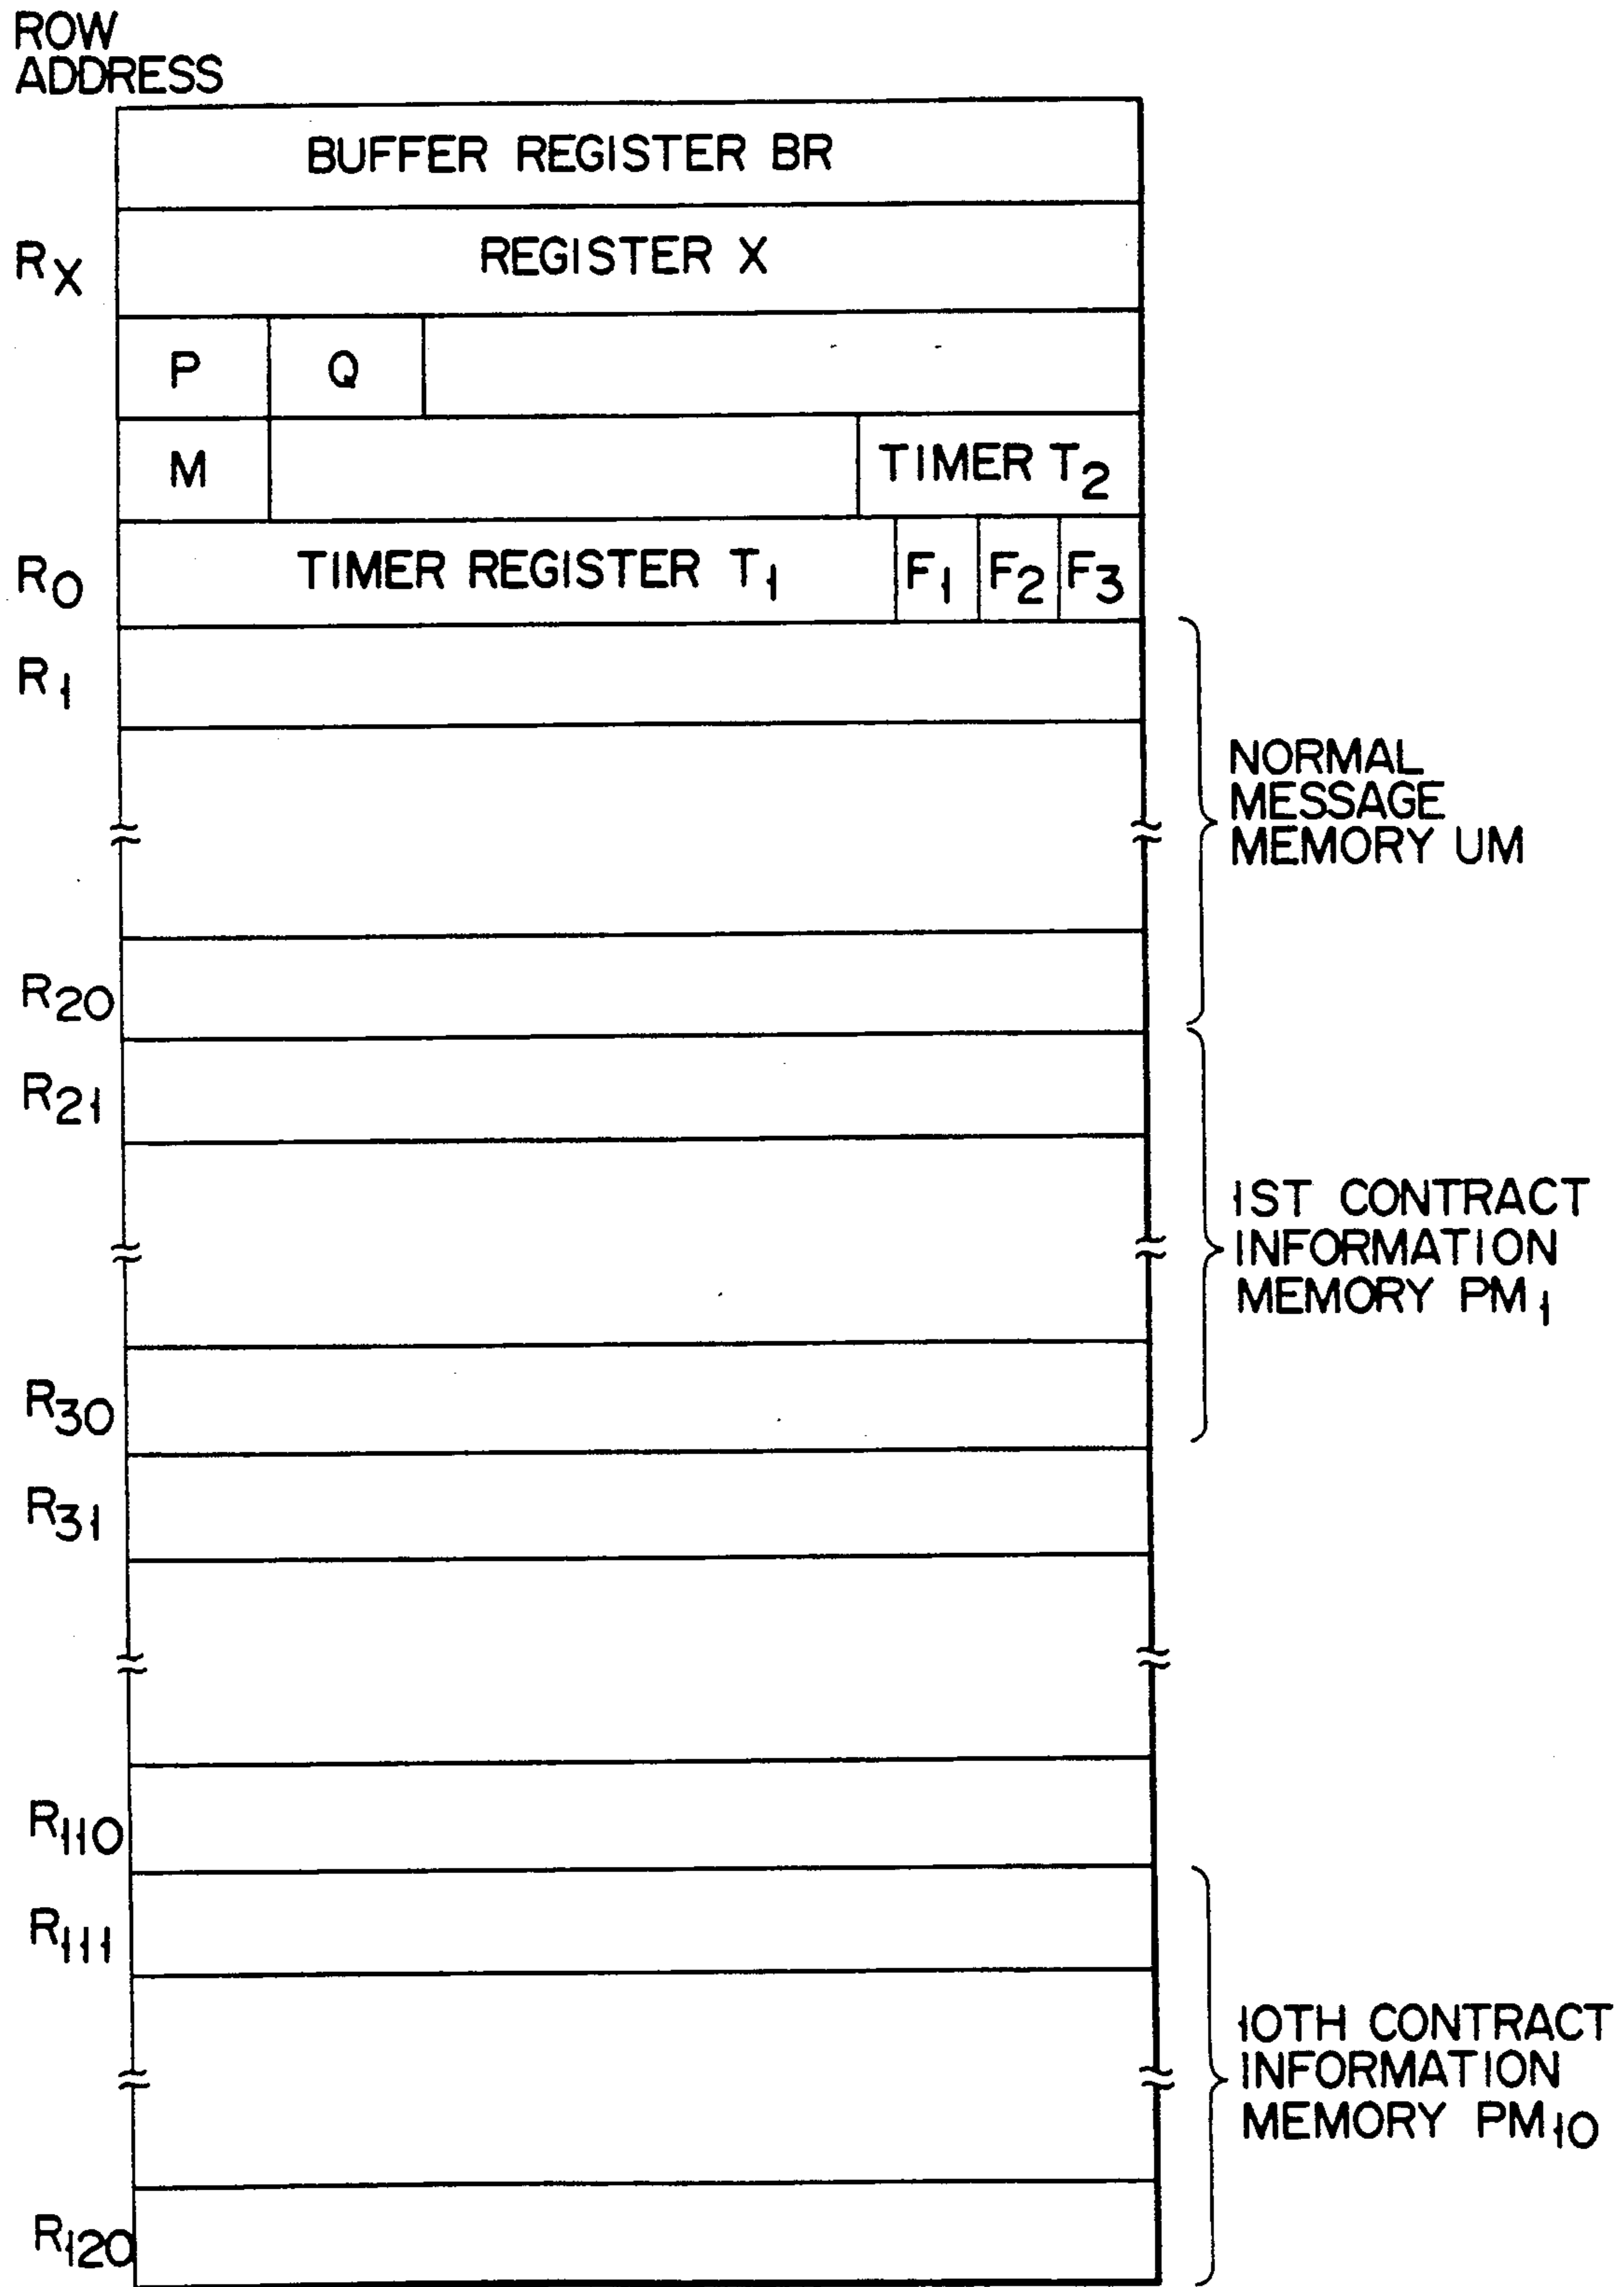 ROW
ADDRESS
BUFFER REGISTER BR
RX REGISTER X
P Q
M TIMER T2
R0 TIMER REGISTER T1 F1 F2 F3
R1
NORMAL
MESSAGE
MEMORY UM
R20
R21
1ST CONTRACT
INFORMATION
MEMORY PM1
R30
R31
R110
R111
10TH CONTRACT
INFORMATION
MEMORY PM10
R120